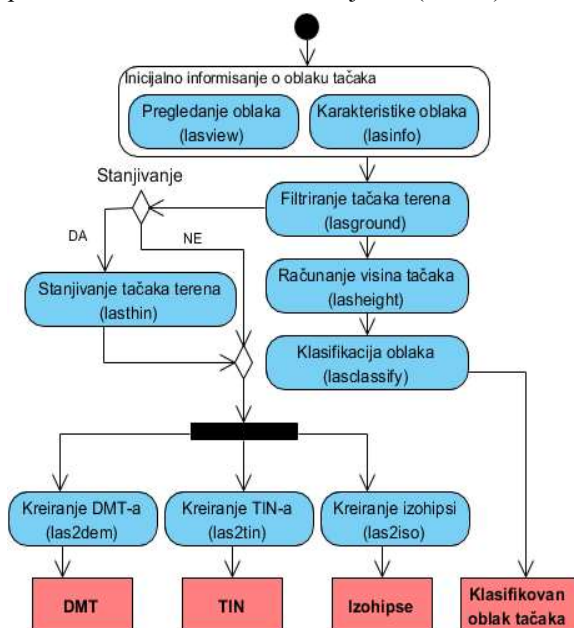 Inicijalno informisanje o oblaku tačaka
Pregledanje oblaka
(lasview)
Karakteristike oblaka
(lasinfo)
Stanjivanje
Filtriranje tačaka terena
(lasground)
DA
NE
Stanjivanje tačaka terena
(lasthin)
Računanje visina tačaka
(lasheight)
Klasifikacija oblaka
(lasclassify)
Kreiranje DMT-a
(las2dem)
Kreiranje TIN-a
(las2tin)
Kreiranje izohipsi
(las2iso)
DMT
TIN
Izohipse
Klasifikovan
oblak tačaka